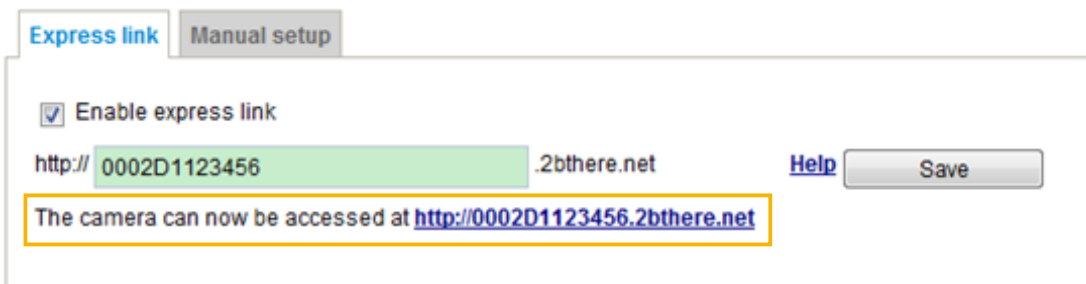 Express link Manual setup
Enable express link
http:// 0002D1123456 .2bthere.net Help Save
The camera can now be accessed at http://0002D1123456.2bthere.net